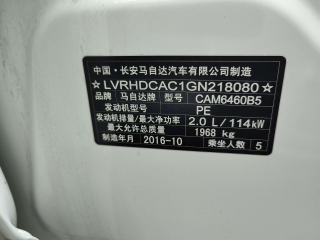 中国·长安马自达汽车有限公司制造
☆LVRHDCAC1GN218080☆
品牌 马自达牌 型号 CAM6460B5
发动机型号 PE
发动机排量/最大净功率 2.0 L/114kW
最大允许总质量 1968 kg
制造年月 2016-10 乘坐人数 5